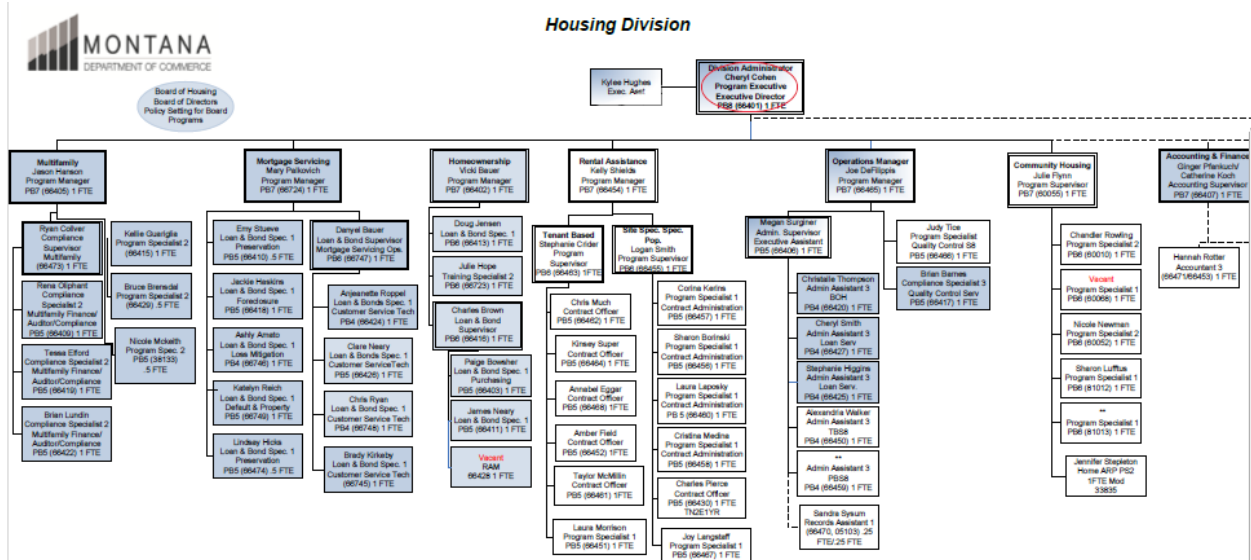 Housing Division
MONTANA
DEPARTMENT OF COMMERCE
Board of Housing
Board of Directors
Policy Setting for Board
Programs
Kylee Hughes
Exec. Asnt
Division Administrator
Cheryl Cohen
Program Executive
Executive Director
PB8 (66401) 1 FTE
Multifamily
Jason Hanson
Program Manager
PB7 (66405) 1 FTE
Ryan Collver
Compliance
Supervisor
Multifamily
(66473) 1 FTE
Rena Oliphant
Compliance
Specialist 2
Multifamily Finance/
Auditor/Compliance
PB5 (66409) 1 FTE
Tessa Efford
Compliance Specialist 2
Multifamily Finance/
Auditor/Compliance
PB5 (66419) 1 FTE
Brian Lundin
Compliance Specialist 2
Multifamily Finance/
Auditor/Compliance
PB5 (66422) 1 FTE
Kellie Guariglia
Program Specialist 2
(66415) 1 FTE
Bruce Brensdal
Program Specialist 2
(66429) .5 FTE
Nicole Mckeith
Program Spec. 2
PB5 (38133)
.5 FTE
Mortgage Servicing
Mary Palkovich
Program Manager
PB7 (66724) 1 FTE
Emy Stueve
Loan & Bond Spec. 1
Preservation
PB5 (66410) .5 FTE
Jackie Haskins
Loan & Bond Spec. 1
Foreclosure
PB5 (66418) 1 FTE
Ashly Amato
Loan & Bond Spec. 1
Loss Mitigation
PB4 (66746) 1 FTE
Katelyn Reich
Loan & Bond Spec. 1
Default & Property
PB5 (66749) 1 FTE
Lindsey Hicks
Loan & Bond Spec. 1
Preservation
PB5 (66474) .5 FTE
Danyel Bauer
Loan & Bond Supervisor
Mortgage Servicing Ops.
PB6 (66747) 1 FTE
Anjeanette Roppel
Loan & Bonds Spec. 1
Customer Service Tech
PB4 (66424) 1 FTE
Clare Neary
Loan & Bonds Spec. 1
Customer ServiceTech
PB5 (66426) 1 FTE
Chris Ryan
Loan & Bond Spec. 1
Customer Service Tech
PB4 (66748) 1 FTE
Brady Kirkeby
Loan & Bond Spec. 1
Customer Service Tech
(66745) 1 FTE
Homeownership
Vicki Bauer
Program Manager
PB7 (66402) 1 FTE
Doug Jensen
Loan & Bond Spec. 1
PB6 (66413) 1 FTE
Julie Hope
Training Specialist 2
PB6 (66723) 1 FTE
Charles Brown
Loan & Bond
Supervisor
PB6 (66416) 1 FTE
Paige Bowsher
Loan & Bond Spec. 1
Purchasing
PB5 (66403) 1 FTE
James Neary
Loan & Bond Spec. 1
PB5 (66411) 1 FTE
Vacant
RAM
66428 1 FTE
Rental Assistance
Kelly Shields
Program Manager
PB7 (66454) 1 FTE
Tenant Based
Stephanie Crider
Program
Supervisor
PB6 (66463) 1FTE
Chris Much
Contract Officer
PB5 (66462) 1 FTE
Kinsey Super
Contract Officer
PB5 (66464) 1 FTE
Annabel Eggar
Contract Officer
PB5 (66468) 1FTE
Amber Field
Contract Officer
PB5 (66452) 1FTE
Taylor McMillin
Contract Officer
PB5 (66461) 1FTE
Laura Morrison
Program Specialist 1
PB5 (66451) 1 FTE
Site Spec. Spec.
Pop.
Logan Smith
Program Supervisor
PB6 (66455) 1 FTE
Corina Kerins
Program Specialist 1
Contract Administration
PB5 (66457) 1 FTE
Sharon Borinski
Program Specialist 1
Contract Administration
PB5 (66456) 1 FTE
Laura Laposky
Program Specialist 1
Contract Administration
PB 5 (66460) 1 FTE
Cristina Medina
Program Specialist 1
Contract Administration
PB5 (66458) 1 FTE
Charles Pierce
Contract Officer
PB5 (66430) 1 FTE
TN2E1YR
Joy Langstaff
Program Specialist 1
PB5 (66467) 1 FTE
Operations Manager
Joe DeFilippis
Program Manager
PB7 (66465) 1 FTE
Megan Surginer
Admin. Supervisor
Executive Assistant
PB5 (66406) 1 FTE
Christelle Thompson
Admin Assistant 3
BOH
PB4 (66420) 1 FTE
Cheryl Smith
Admin Assistant 3
Loan Serv
PB4 (66427) 1 FTE
Stephanie Higgins
Admin Assistant 3
Loan Serv.
PB4 (66425) 1 FTE
Alexandria Walker
Admin Assistant 3
TBS8
PB4 (66450) 1 FTE
**
Admin Assistant 3
PBS8
PB4 (66459) 1 FTE
Sandra Sysum
Records Assistant 1
(66470, 05103) .25
FTE/.25 FTE
Judy Tice
Program Specialist
Quality Control S8
PB5 (66466) 1 FTE
Brian Barnes
Compliance Specialist 3
Quality Control Serv
PB5 (66417) 1 FTE
Community Housing
Julie Flynn
Program Supervisor
PB7 (60055) 1 FTE
Chandler Rowling
Program Specialist 2
PB6 (60010) 1 FTE
Vacant
Program Specialist 1
PB6 (60068) 1 FTE
Nicole Newman
Program Specialist 2
PB6 (60052) 1 FTE
Sharon Lufftus
Program Specialist 1
PB6 (81012) 1 FTE
**
Program Specialist 1
PB6 (81013) 1 FTE
Jennifer Stepleton
Home ARP PS2
1FTE Mod
33835
Accounting & Finance
Ginger Pfankuch/
Catherine Koch
Accounting Supervisor
PB7 (66407) 1 FTE
Hannah Rotter
Accountant 3
(66471/66453) 1 FTE